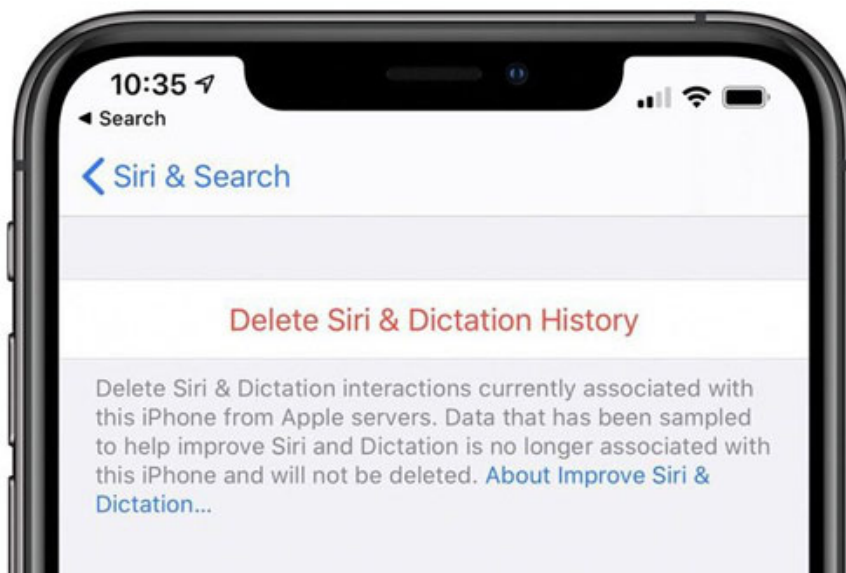 10:35
Search
Siri & Search
Delete Siri & Dictation History
Delete Siri & Dictation interactions currently associated with
this iPhone from Apple servers. Data that has been sampled
to help improve Siri and Dictation is no longer associated with
this iPhone and will not be deleted. About Improve Siri &
Dictation...